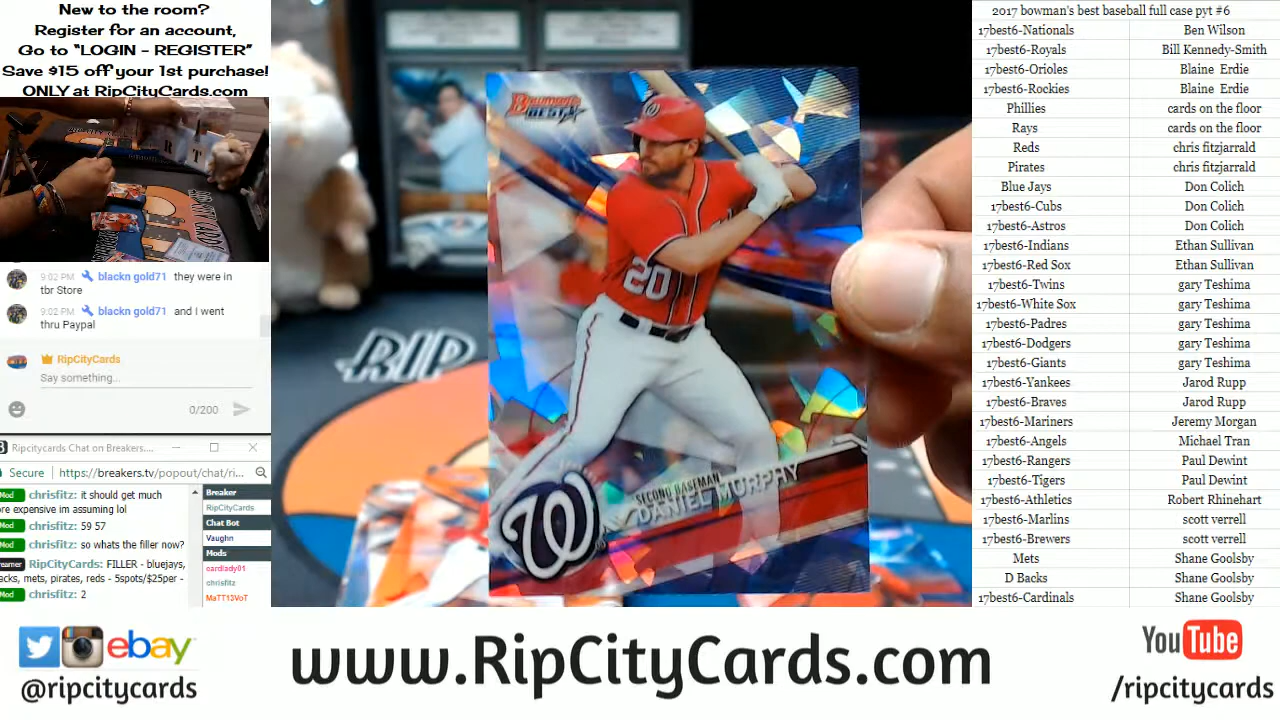 New to the room?
Register for an account,
Go to “LOGIN - REGISTER”
Save $15 off your 1st purchase!
ONLY at RipCityCards.com
9:02 PM blackn gold71 they were in
tbr Store
9:02 PM blackn gold71 and I went
thru Paypal
RipCityCards
Say something...
0/200
Ripcitycards Chat on Breakers....
Secure https://breakers.tv/popout/chat/ri...
Mod chrisfitz: it should get much
expensive im assuming lol
Mod chrisfitz: 59 57
Mod chrisfitz: so whats the filler now?
RipCityCards: FILLER - bluejays,
mets, pirates, reds - 5spots/$25per -
Mod chrisfitz: 2
Breaker
RipCityCards
Chat Bot
Vaughn
Mods
cardlady01
chrisfitz
MaTT13VoT
Bowman's
BEST
20
W
SECOND BASEMAN
DANIEL MURPHY
RIP
2017 bowman's best baseball full case pyt #6
17best6-Nationals Ben Wilson
17best6-Royals Bill Kennedy-Smith
17best6-Orioles Blaine Erdie
17best6-Rockies Blaine Erdie
Phillies cards on the floor
Rays cards on the floor
Reds chris fitzjarrald
Pirates chris fitzjarrald
Blue Jays Don Colich
17best6-Cubs Don Colich
17best6-Astros Don Colich
17best6-Indians Ethan Sullivan
17best6-Red Sox Ethan Sullivan
17best6-Twins gary Teshima
17best6-White Sox gary Teshima
17best6-Padres gary Teshima
17best6-Dodgers gary Teshima
17best6-Giants gary Teshima
17best6-Yankees Jarod Rupp
17best6-Braves Jarod Rupp
17best6-Mariners Jeremy Morgan
17best6-Angels Michael Tran
17best6-Rangers Paul Dewint
17best6-Tigers Paul Dewint
17best6-Athletics Robert Rhinehart
17best6-Marlins scott verrell
17best6-Brewers scott verrell
Mets Shane Goolsby
D Backs Shane Goolsby
17best6-Cardinals Shane Goolsby
ebay
@ripcitycards
www.RipCityCards.com
You Tube
/ripcitycards